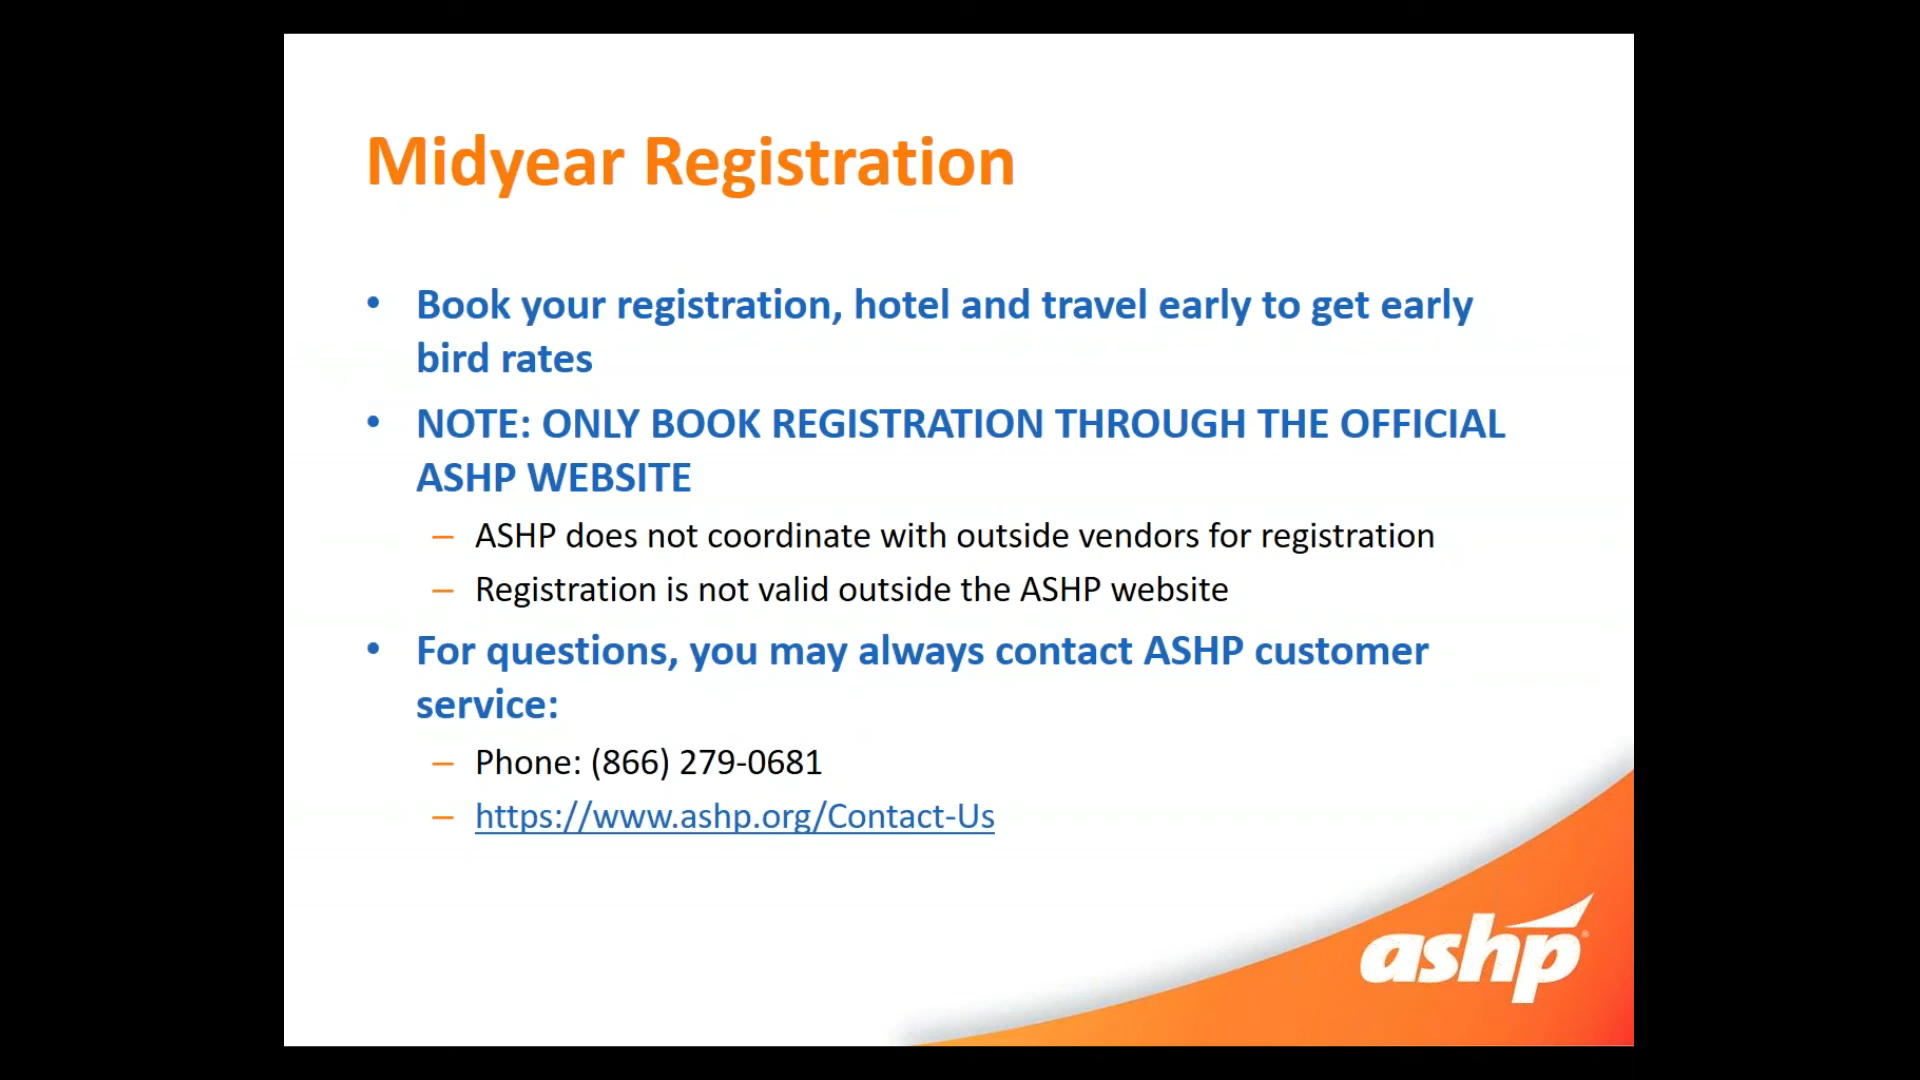 Midyear Registration
• Book your registration, hotel and travel early to get early
bird rates
• NOTE: ONLY BOOK REGISTRATION THROUGH THE OFFICIAL
ASHP WEBSITE
– ASHP does not coordinate with outside vendors for registration
– Registration is not valid outside the ASHP website
• For questions, you may always contact ASHP customer
service:
– Phone: (866) 279-0681
– https://www.ashp.org/Contact-Us
ashp®